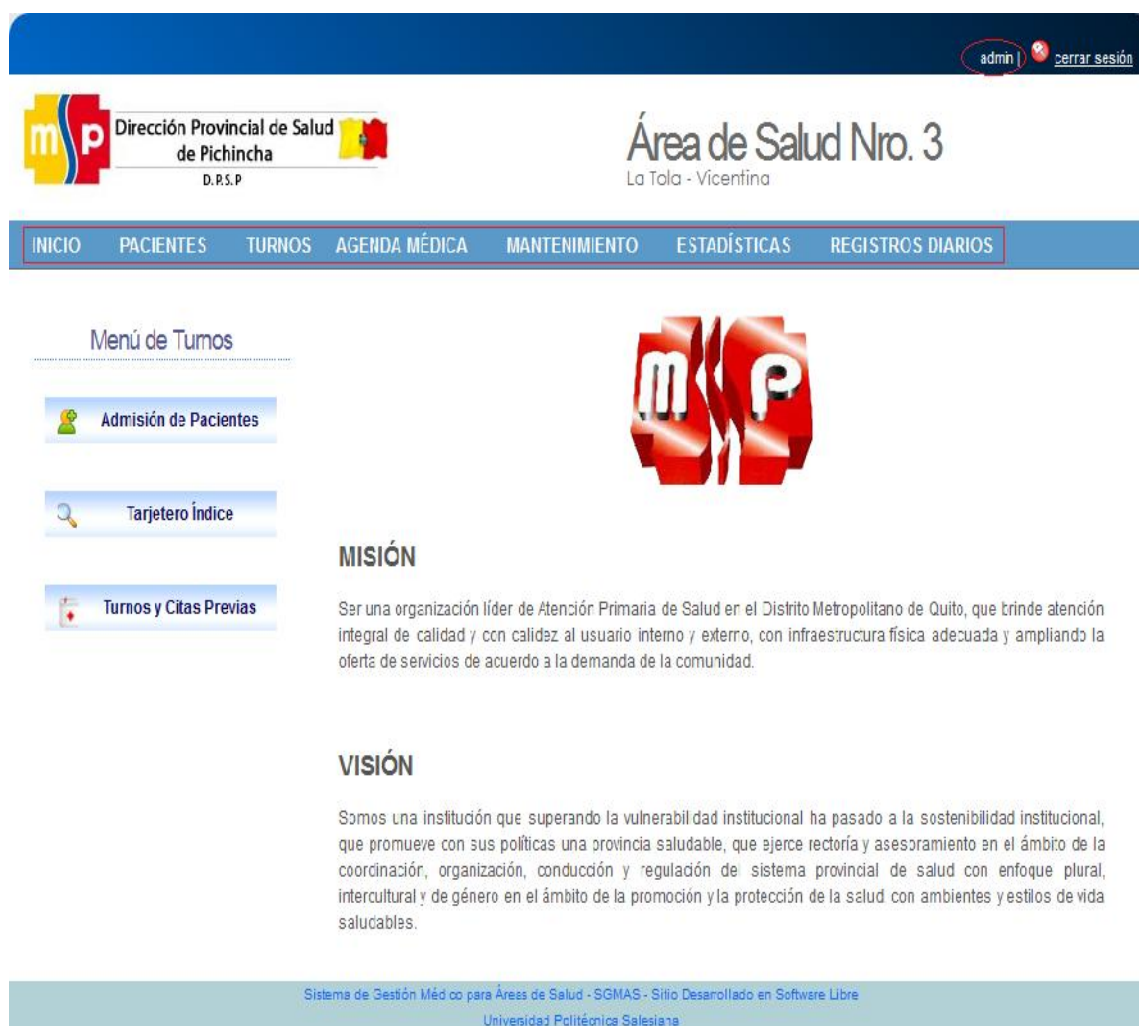 admin | cerrar sesión
msp
Dirección Provincial de Salud
de Pichincha
D.P.S.P
Área de Salud Nro. 3
La Tola - Vicentina
INICIO PACIENTES TURNOS AGENDA MÉDICA MANTENIMIENTO ESTADÍSTICAS REGISTROS DIARIOS
Menú de Turnos
Admisión de Pacientes
Tarjetero Índice
Turnos y Citas Previas
msp
MISIÓN
Ser una organización líder de Atención Primaria de Salud en el Distrito Metropolitano de Quito, que brinde atención
integral de calidad y con calidez al usuario interno y externo, con infraestructura física adecuada y ampliando la
oferta de servicios de acuerdo a la demanda de la comunidad.
VISIÓN
Somos una institución que superando la vulnerabilidad institucional ha pasado a la sostenibilidad institucional,
que promueve con sus políticas una provincia saludable, que ejerce rectoría y asesoramiento en el ámbito de la
coordinación, organización, conducción y regulación del sistema provincial de salud con enfoque plural,
intercultural y de género en el ámbito de la promoción y la protección de la salud con ambientes y estilos de vida
saludables.
Sistema de Gestión Médico para Áreas de Salud - SGMAS - Sitio Desarrollado en Software Libre
Universidad Politécnica Salesiana